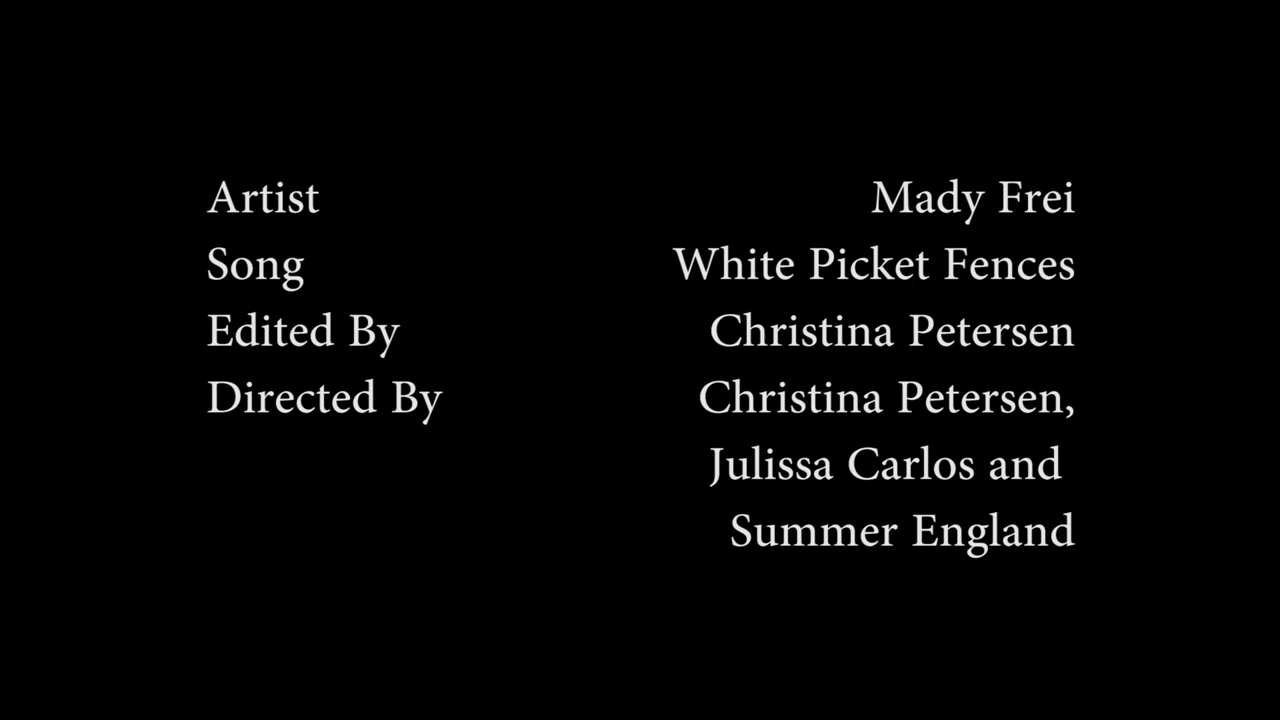 Artist Mady Frei
Song White Picket Fences
Edited By Christina Petersen
Directed By Christina Petersen,
Julissa Carlos and
Summer England